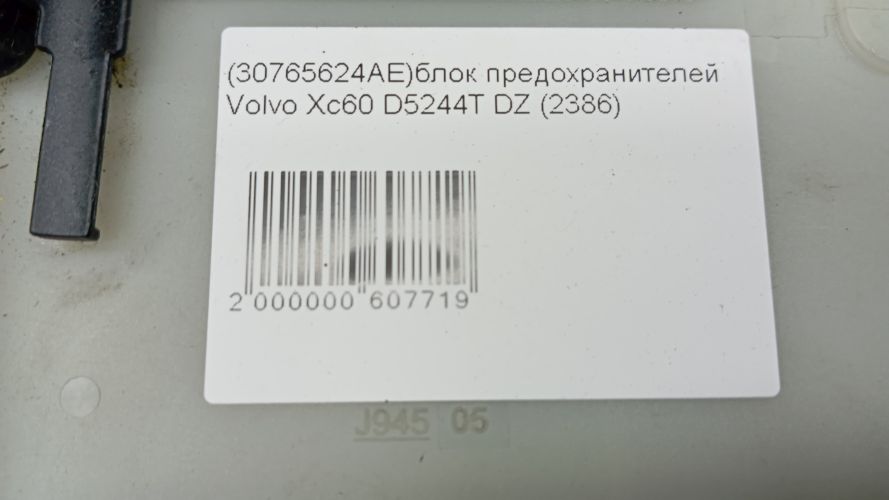 (30765624AE)блок предохранителей
Volvo Xc60 D5244T DZ (2386)
2 000000 607719
J945 05